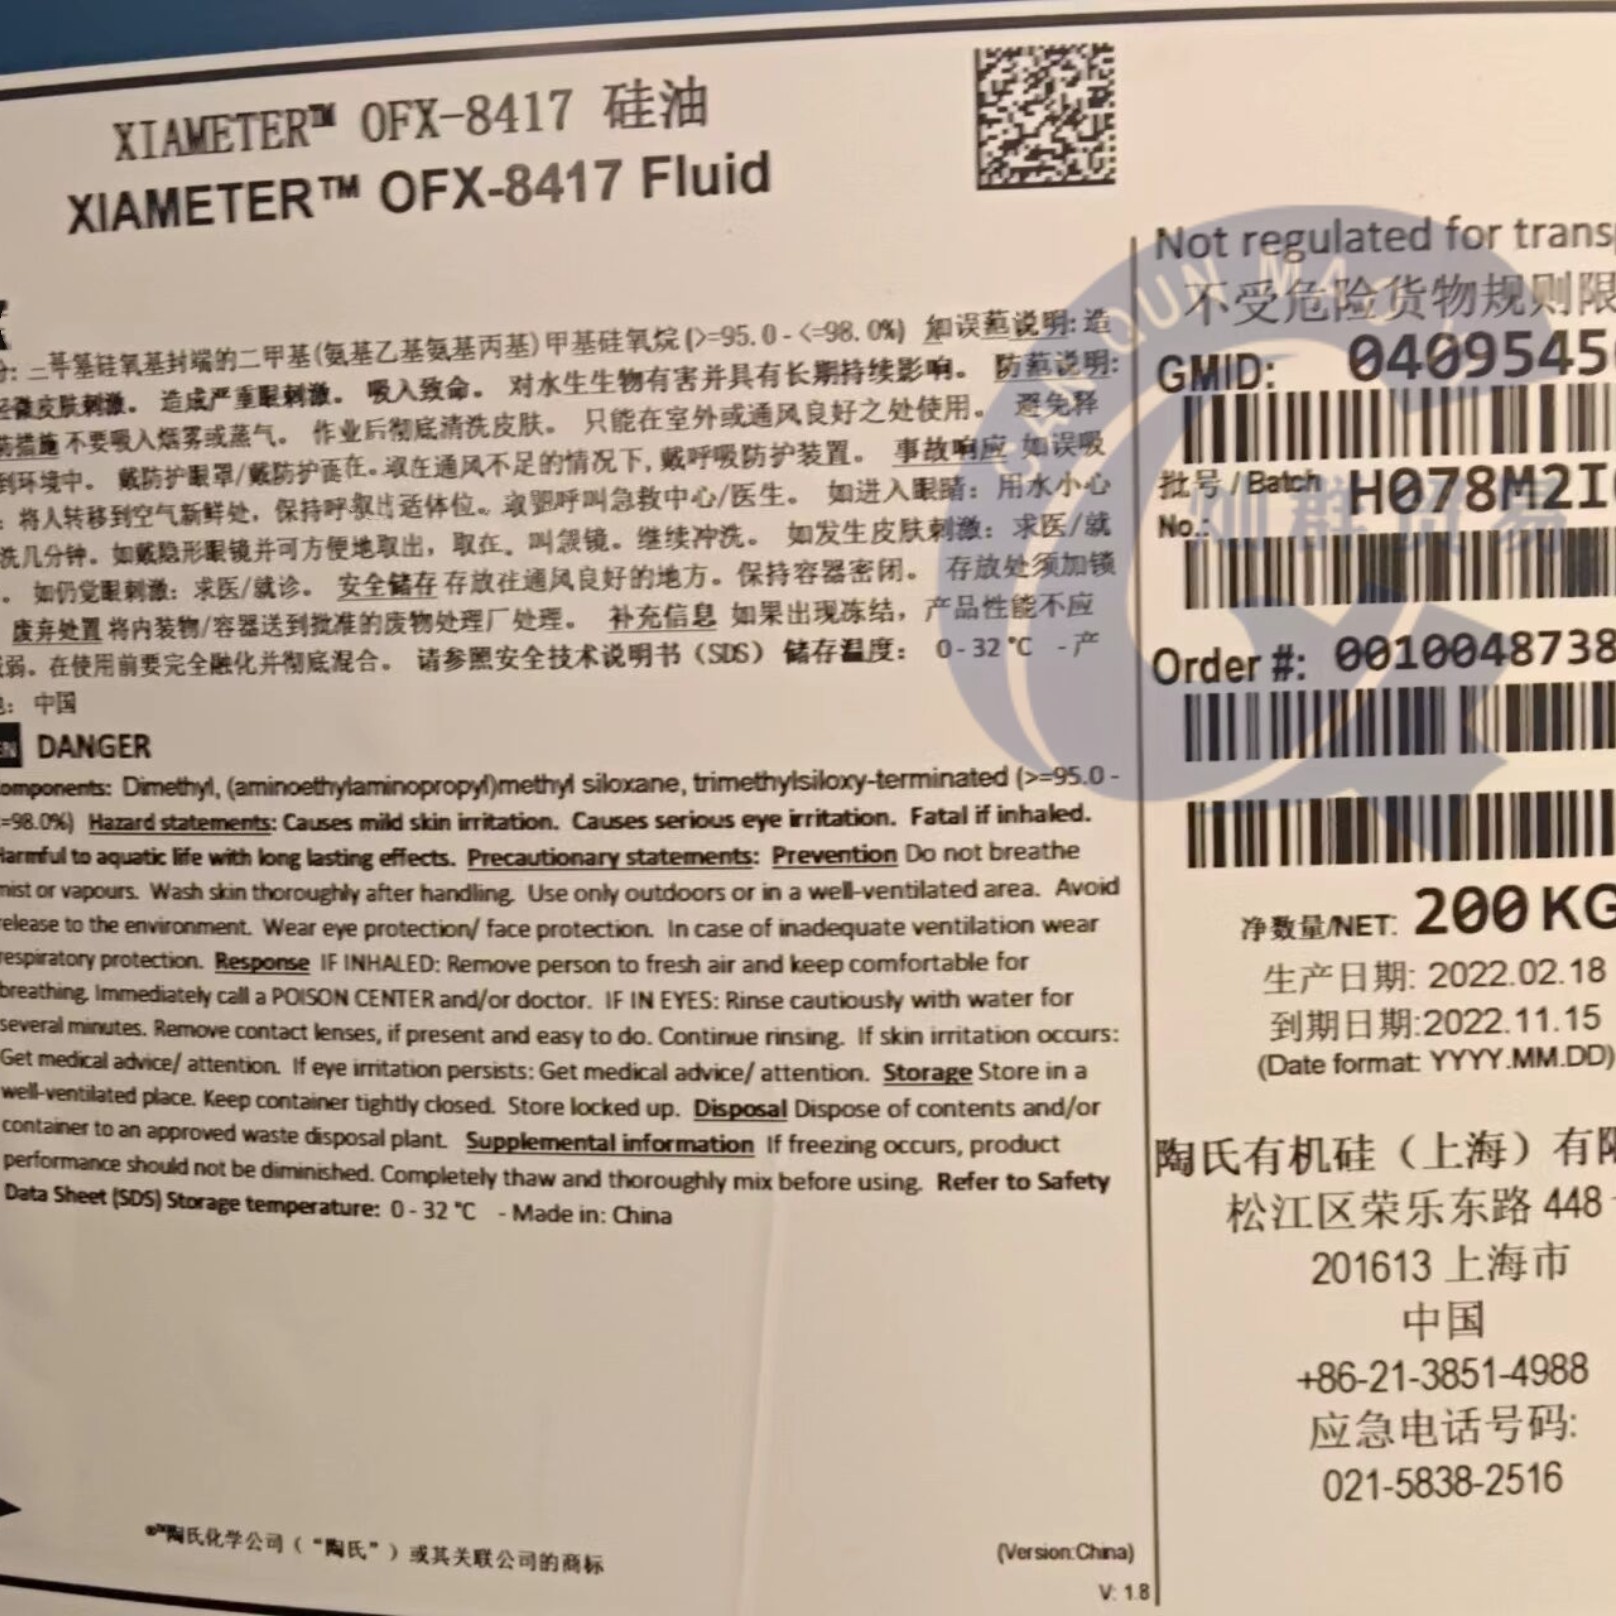 XIAMETER™ OFX-8417 硅油
XIAMETER™ OFX-8417 Fluid
二甲基硅氧基封端的二甲基(氨基乙基氨基丙基)甲基硅氧烷(>=95.0-<=98.0%) 如误范说明: 造
轻微皮肤刺激。 造成严重眼刺激。 吸入致命。 对水生生物有害并具有长期持续影响。 防范说明:
防措施 不要吸入烟雾或蒸气。 作业后彻底清洗皮肤。 只能在室外或通风良好之处使用。 避免释
到环境中。 戴防护眼罩/戴防护面在. 在通风不足的情况下, 戴呼吸防护装置。 事故响应 如误吸
: 将人转移到空气新鲜处, 保持呼 适体位。 呼叫急救中心/医生。 如进入眼睛: 用水小心
洗几分钟。如戴隐形眼镜并可方便地取出, 取在。 镜。继续冲洗。 如发生皮肤刺激: 求医/就
。 如仍觉眼刺激: 求医/就诊。 安全储存 存放在通风良好的地方。保持容器密闭。 存放处须加锁
废弃处置 将内装物/容器送到批准的废物处理厂处理。 补充信息 如果出现冻结, 产品性能不应
弱。在使用前要完全融化并彻底混合。 请参照安全技术说明书 (SDS) 储存温度: 0-32 °C -产
: 中国
EN DANGER
omponents: Dimethyl, (aminoethylaminopropyl)methyl siloxane, trimethylsiloxy-terminated (>=95.0 -
=98.0%) Hazard statements: Causes mild skin irritation. Causes serious eye irritation. Fatal if inhaled.
Harmful to aquatic life with long lasting effects. Precautionary statements: Prevention Do not breathe
mist or vapours. Wash skin thoroughly after handling. Use only outdoors or in a well-ventilated area. Avoid
release to the environment. Wear eye protection/ face protection. In case of inadequate ventilation wear
respiratory protection. Response IF INHALED: Remove person to fresh air and keep comfortable for
breathing. Immediately call a POISON CENTER and/or doctor. IF IN EYES: Rinse cautiously with water for
several minutes. Remove contact lenses, if present and easy to do. Continue rinsing. If skin irritation occurs:
Get medical advice/ attention. If eye irritation persists: Get medical advice/ attention. Storage Store in a
well-ventilated place. Keep container tightly closed. Store locked up. Disposal Dispose of contents and/or
container to an approved waste disposal plant. Supplemental information If freezing occurs, product
performance should not be diminished. Completely thaw and thoroughly mix before using. Refer to Safety
Data Sheet (SDS) Storage temperature: 0 - 32 °C - Made in: China
®™陶氏化学公司 ("陶氏") 或其关联公司的商标
(Version:China)
V: 1.8
Not regulated for trans
不受危险货物规则限
GMID: 0409545
批号 / Batch No.: H078M2I
Order #: 0010048738
净数量/NET: 200 KG
生产日期: 2022.02.18
到期日期:2022.11.15
(Date format: YYYY.MM.DD)
陶氏有机硅（上海）有限
松江区荣乐东路 448
201613 上海市
中国
+86-21-3851-4988
应急电话号码:
021-5838-2516
QUN MA
灿群贸易